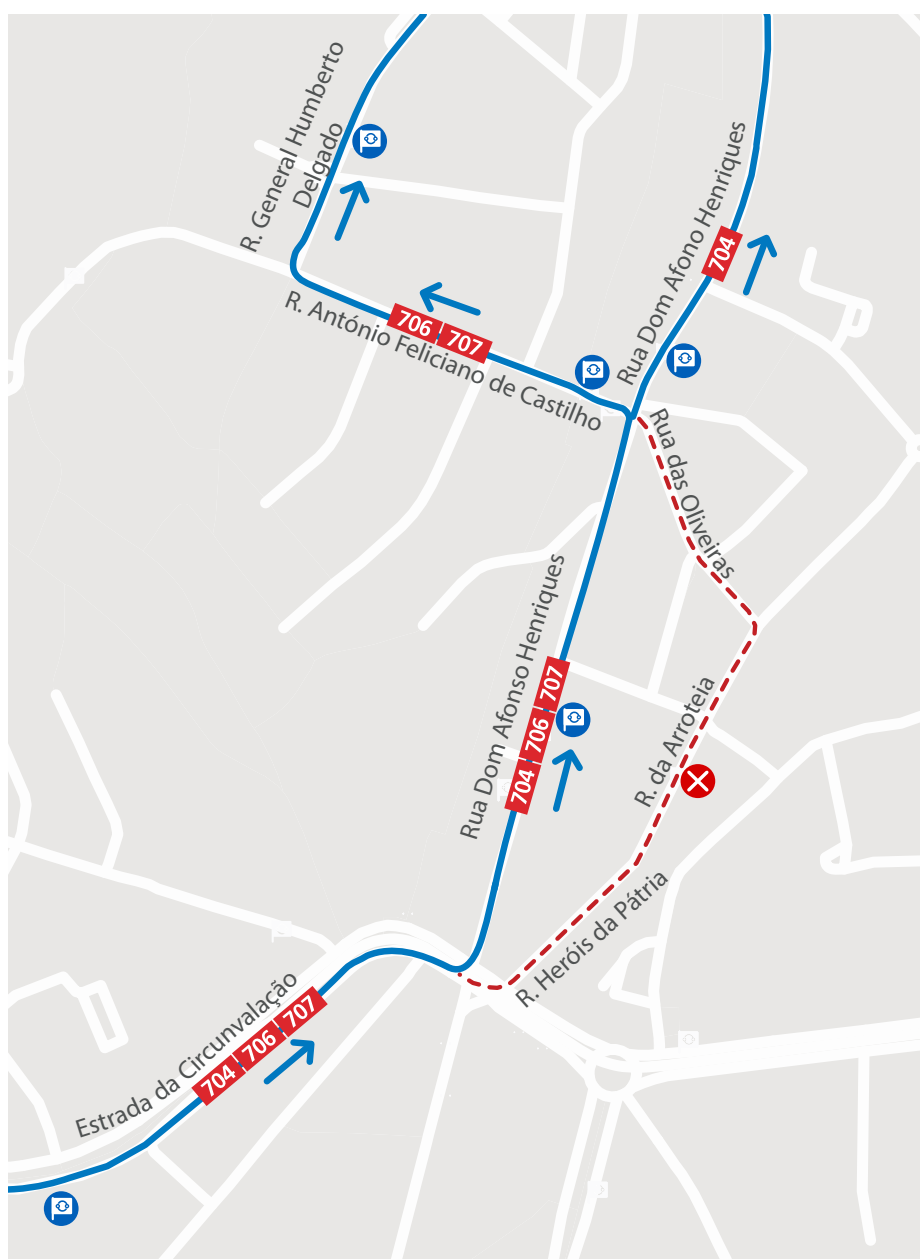 R. General Humberto
Delgado
Rua Dom Afono Henriques
704
R. António Feliciano de Castilho
706 707
Rua das Oliveiras
Rua Dom Afonso Henriques
704 706 707
R. da Arroteia
R. Heróis da Pátria
Estrada da Circunvalação
704 706 707